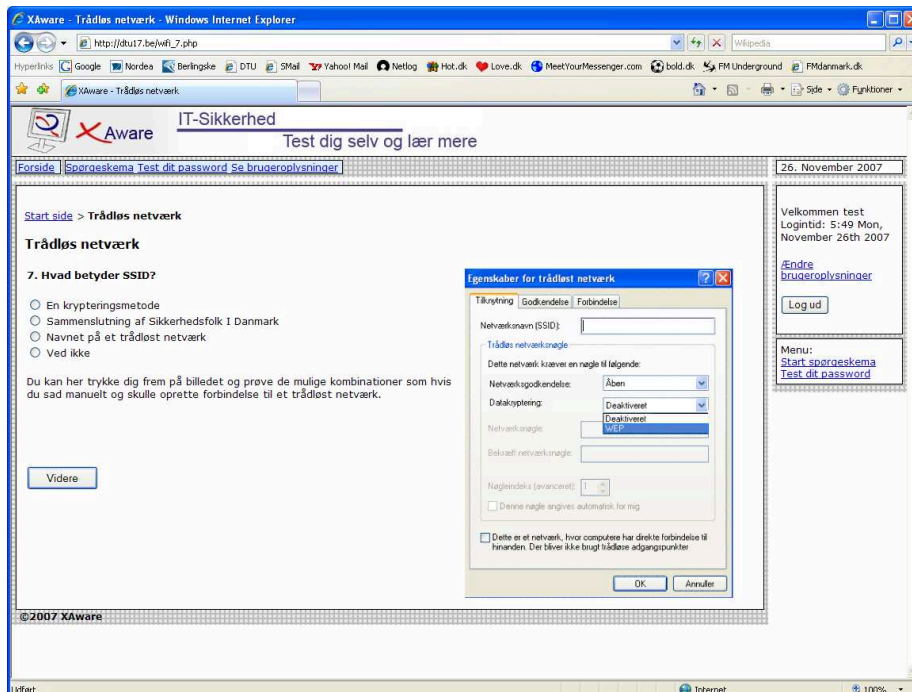 XAware - Trådløs netværk - Windows Internet Explorer
http://dtu17.be/wifi_7.php
Wikipedia
Hyperlinks Google Nordea Berlingske DTU SMail Yahoo! Mail Netlog Hot.dk Love.dk MeetYourMessenger.com bold.dk FM Underground FMdanmark.dk
XAware - Trådløs netværk
Side Funktioner
XAware
IT-Sikkerhed
Test dig selv og lær mere
Forside Spørgeskema Test dit password Se brugeroplysninger
26. November 2007
Start side > Trådløs netværk
Trådløs netværk
7. Hvad betyder SSID?
En krypteringsmetode
Sammenslutning af Sikkerhedsfolk I Danmark
Navnet på et trådløst netværk
Ved ikke
Du kan her trykke dig frem på billedet og prøve de mulige kombinationer som hvis
du sad manuelt og skulle oprette forbindelse til et trådløst netværk.
Videre
Egenskaber for trådløst netværk
Tilknytning Godkendelse Forbindelse
Netværksnavn (SSID):
Trådløs netværksnøgle
Dette netværk kræver en nøgle til følgende:
Netværksgodkendelse: Åben
Datakryptering: Deaktiveret
Deaktiveret
WEP
Netværksnøgle:
Bekræft netværksnøgle:
Nøgleindeks (avanceret): 1
Denne nøgle angives automatisk for mig
Dette er et netværk, hvor computere har direkte forbindelse til
hinanden. Der bliver ikke brugt trådløse adgangspunkter
OK Annuller
Velkommen test
Logintid: 5:49 Mon,
November 26th 2007
Ændre
brugeroplysninger
Log ud
Menu:
Start spørgeskema
Test dit password
©2007 XAware
Udført
Internet
100%